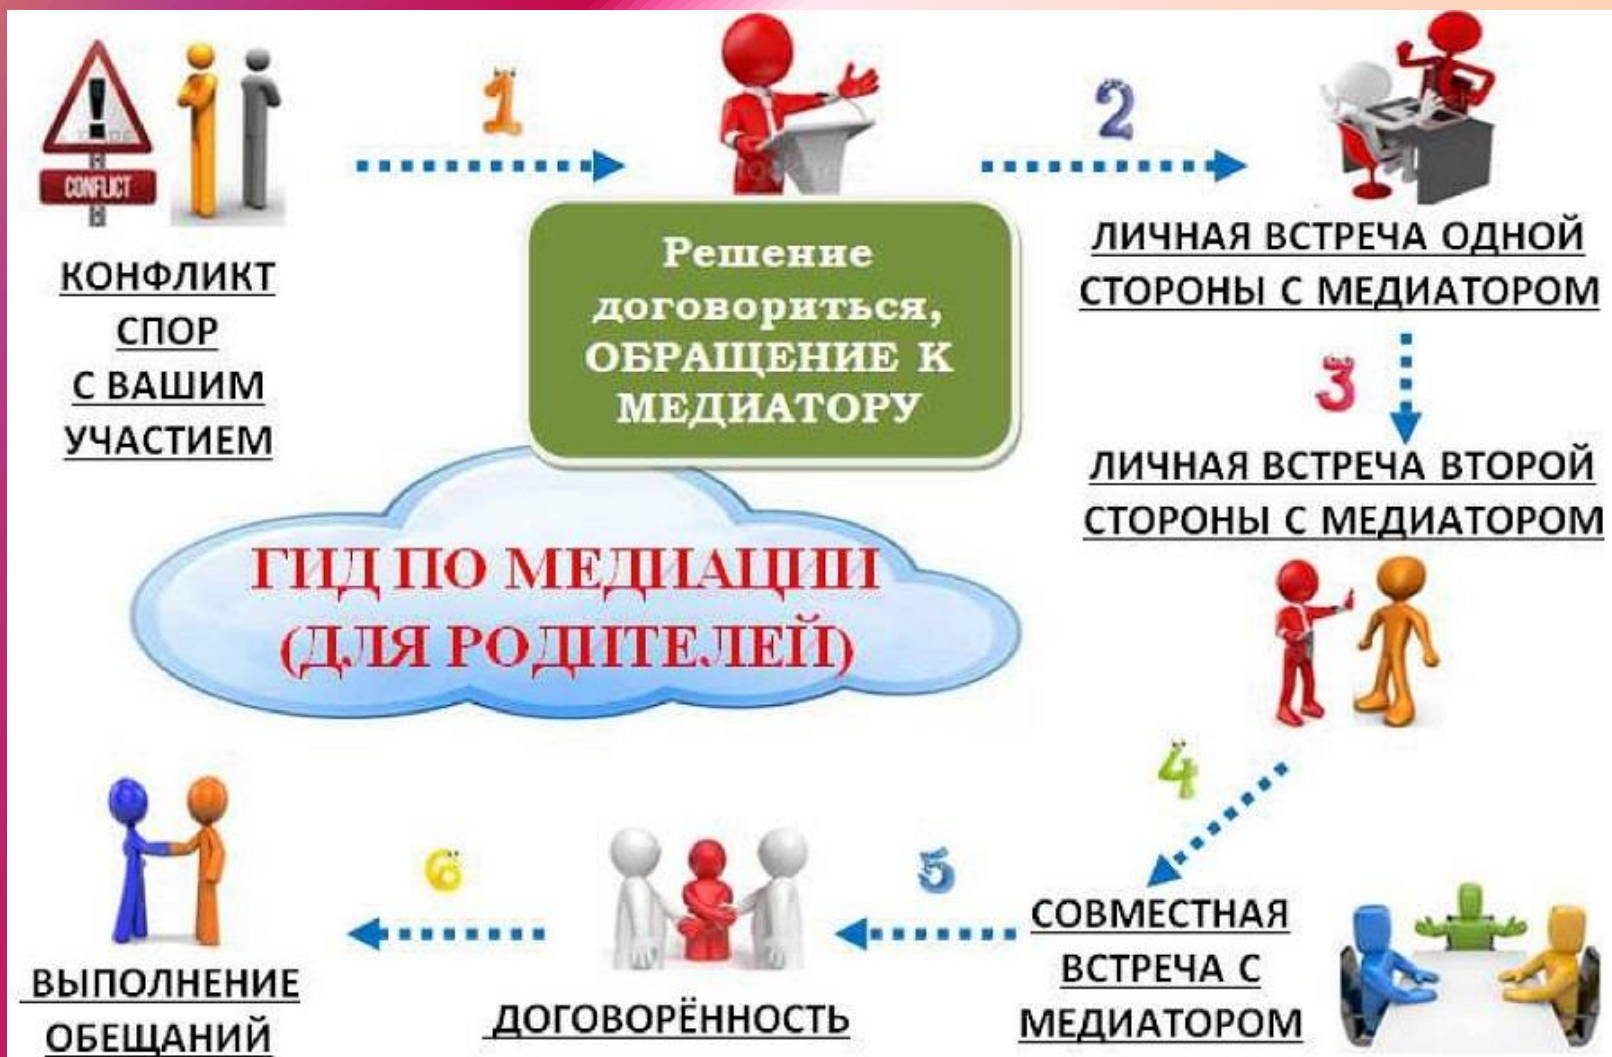 CONFLICT
КОНФЛИКТ
СПОР
С ВАШИМ
УЧАСТИЕМ
1
Решение
договориться,
ОБРАЩЕНИЕ К
МЕДИАТОРУ
2
ЛИЧНАЯ ВСТРЕЧА ОДНОЙ
СТОРОНЫ С МЕДИАТОРОМ
3
ЛИЧНАЯ ВСТРЕЧА ВТОРОЙ
СТОРОНЫ С МЕДИАТОРОМ
ГИД ПО МЕДИАЦИИ
(ДЛЯ РОДИТЕЛЕЙ)
4
СОВМЕСТНАЯ
ВСТРЕЧА С
МЕДИАТОРОМ
5
ДОГОВОРЁННОСТЬ
6
ВЫПОЛНЕНИЕ
ОБЕЩАНИЙ